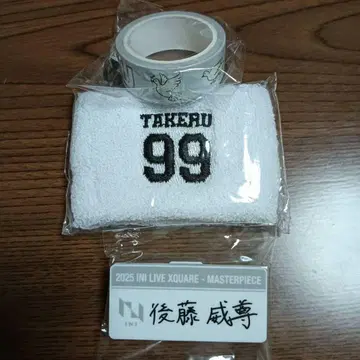 TAKERU
99
2025 INI LIVE XQUARE - MASTERPIECE
INI
後藤 威尊